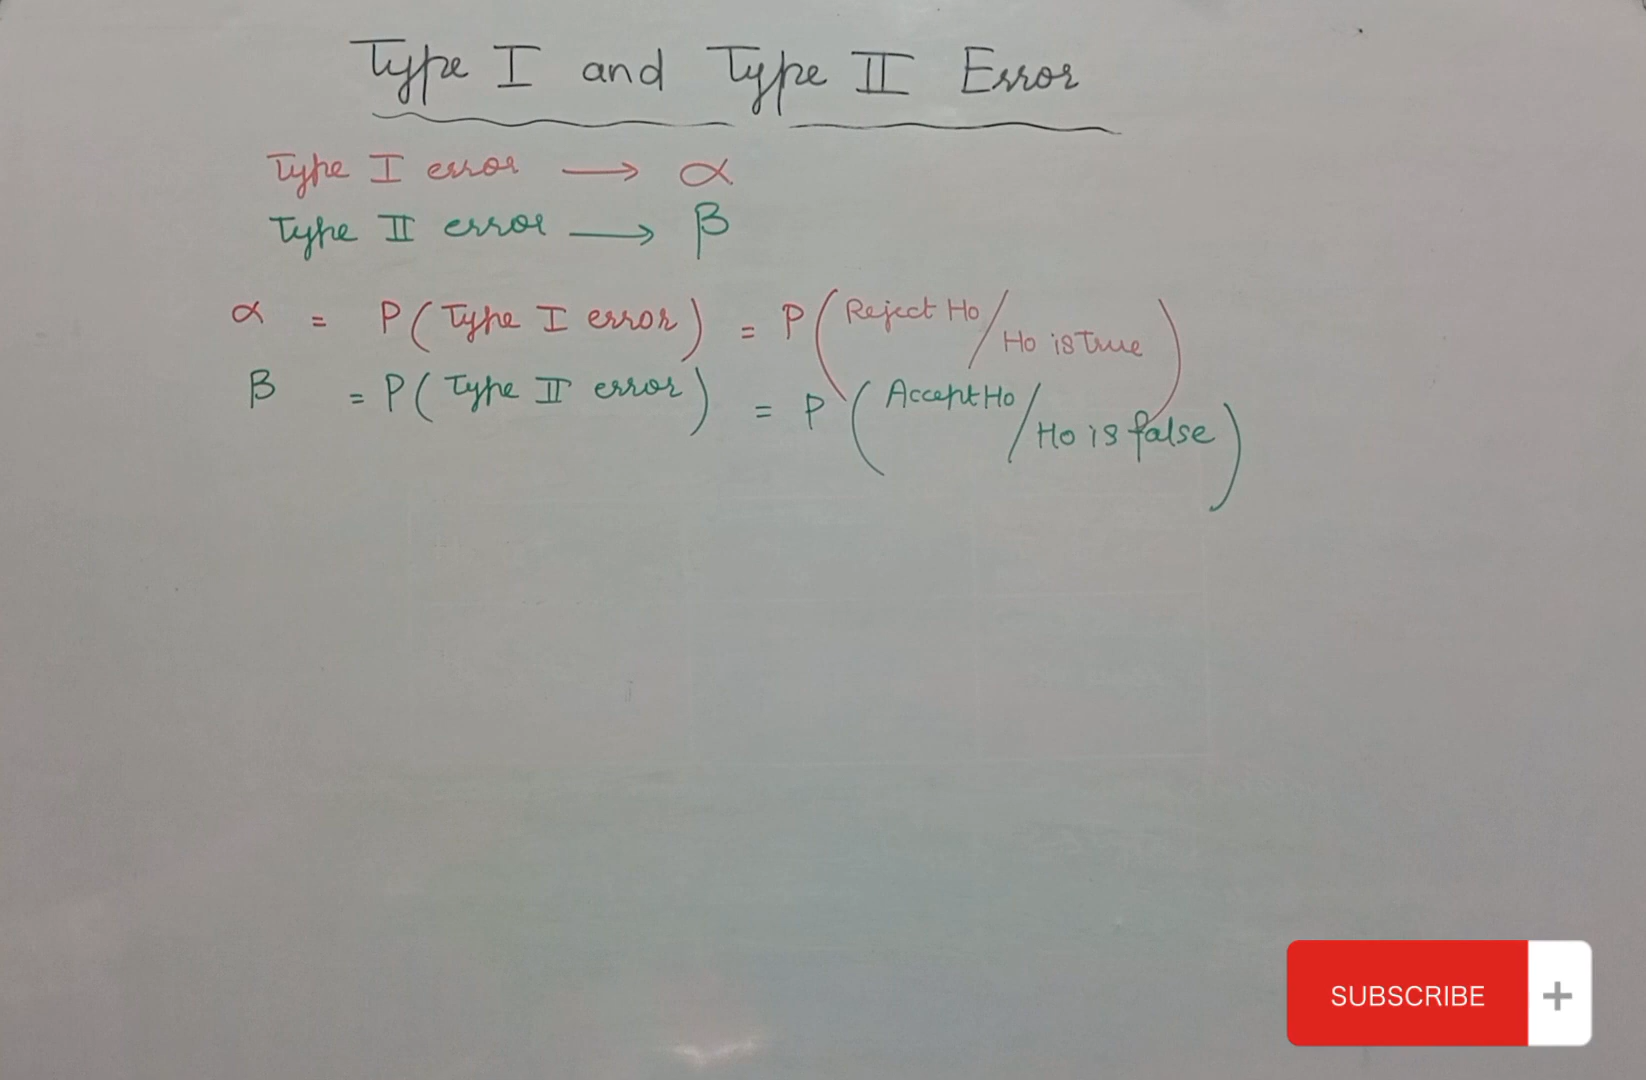 Type I and Type II Error
Type I error → α
Type II error → β
α = P(Type I error) = P(Reject Ho/Ho is true)
β = P(Type II error) = P(Accept Ho/Ho is false)
SUBSCRIBE +